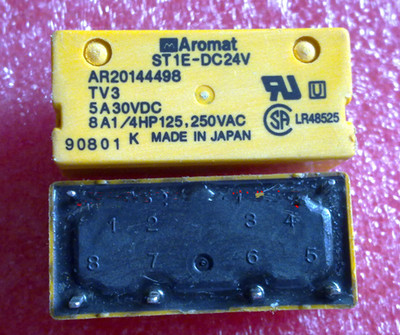 Aromat
ST1E-DC24V
AR20144498
TV3
5A30VDC
8A1/4HP125,250VAC
LR48525
90801 K MADE IN JAPAN
1 2 3 4
8 7 6 5